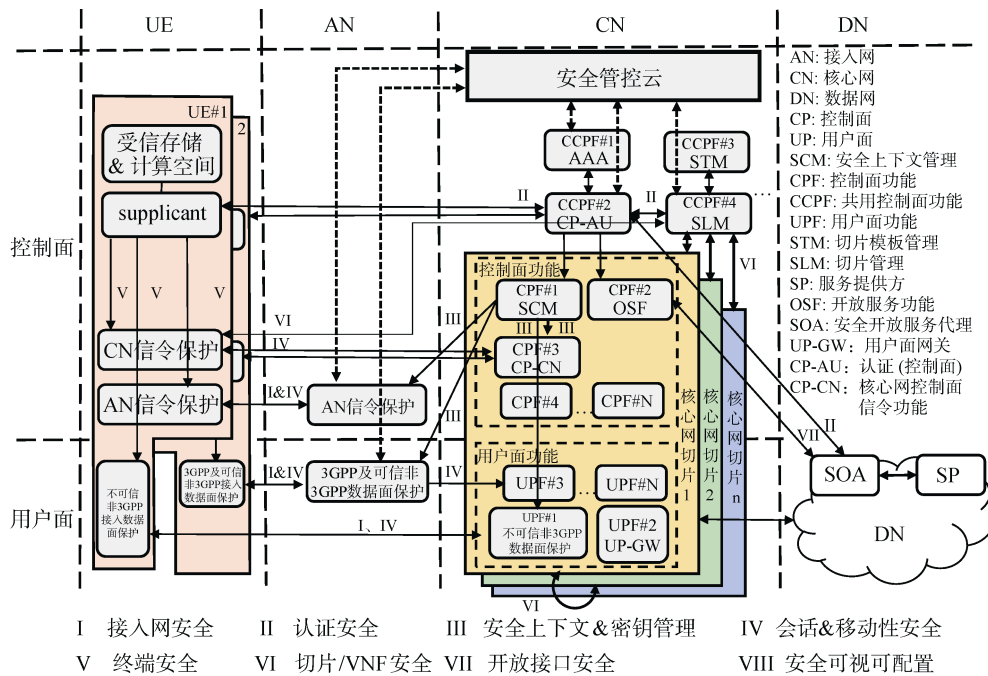 UE
AN
CN
DN
控制面
用户面
UE#1
2
受信存储
& 计算空间
supplicant
V
V
V
CN信令保护
AN信令保护
不可信
非3GPP
接入数据
面保护
3GPP及可信
非3GPP接入
数据面保护
II
VI
IV
I&IV
I&IV
I、IV
AN信令保护
3GPP及可信非
3GPP数据面保护
III
III
IV
安全管控云
CCPF#1
AAA
CCPF#3
STM
CCPF#2
CP-AU
II
CCPF#4
SLM
…
VI
控制面功能
CPF#1
SCM
CPF#2
OSF
III
III
CPF#3
CP-CN
CPF#4
…
CPF#N
用户面功能
UPF#3
…
UPF#N
UPF#1
不可信非3GPP
数据面保护
UPF#2
UP-GW
核心网切片1
核心网切片2
核心网切片n
VI
VII
II
SOA
SP
DN
AN: 接入网
CN: 核心网
DN: 数据网
CP: 控制面
UP: 用户面
SCM: 安全上下文管理
CPF: 控制面功能
CCPF: 共用控制面功能
UPF: 用户面功能
STM: 切片模板管理
SLM: 切片管理
SP: 服务提供方
OSF: 开放服务功能
SOA: 安全开放服务代理
UP-GW: 用户面网关
CP-AU: 认证 (控制面)
CP-CN: 核心网控制面
信令功能
I 接入网安全
II 认证安全
III 安全上下文&密钥管理
IV 会话&移动性安全
V 终端安全
VI 切片/VNF安全
VII 开放接口安全
VIII 安全可视可配置